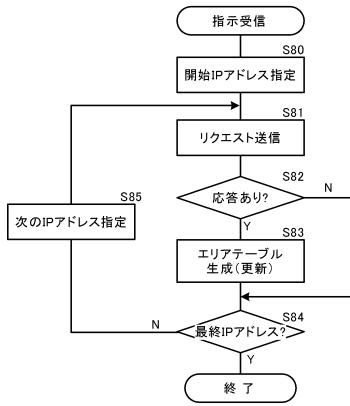 指示受信
S80
開始IPアドレス指定
S81
リクエスト送信
S82
応答あり?
N
Y
S85
次のIPアドレス指定
S83
エリアテーブル
生成(更新)
S84
最終IPアドレス?
N
Y
終 了